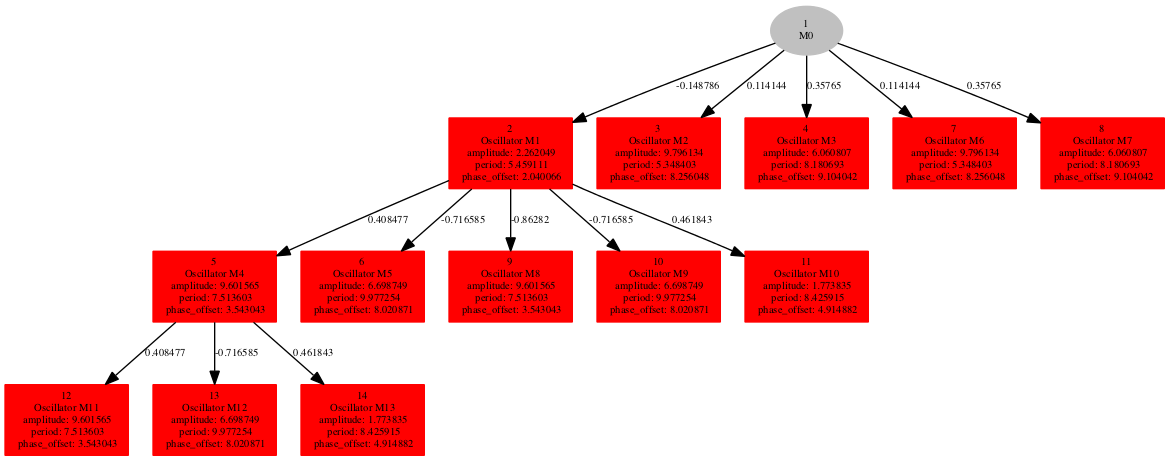 1
M0
-0.148786
0.114144
0.35765
0.114144
0.35765
2
Oscillator M1
amplitude: 2.262049
period: 5.459111
phase_offset: 2.040066
3
Oscillator M2
amplitude: 9.796134
period: 5.348403
phase_offset: 8.256048
4
Oscillator M3
amplitude: 6.060807
period: 8.180693
phase_offset: 9.104042
7
Oscillator M6
amplitude: 9.796134
period: 5.348403
phase_offset: 8.256048
8
Oscillator M7
amplitude: 6.060807
period: 8.180693
phase_offset: 9.104042
0.408477
-0.716585
-0.86282
-0.716585
0.461843
5
Oscillator M4
amplitude: 9.601565
period: 7.513603
phase_offset: 3.543043
6
Oscillator M5
amplitude: 6.698749
period: 9.977254
phase_offset: 8.020871
9
Oscillator M8
amplitude: 9.601565
period: 7.513603
phase_offset: 3.543043
10
Oscillator M9
amplitude: 6.698749
period: 9.977254
phase_offset: 8.020871
11
Oscillator M10
amplitude: 1.773835
period: 8.425915
phase_offset: 4.914882
0.408477
-0.716585
0.461843
12
Oscillator M11
amplitude: 9.601565
period: 7.513603
phase_offset: 3.543043
13
Oscillator M12
amplitude: 6.698749
period: 9.977254
phase_offset: 8.020871
14
Oscillator M13
amplitude: 1.773835
period: 8.425915
phase_offset: 4.914882